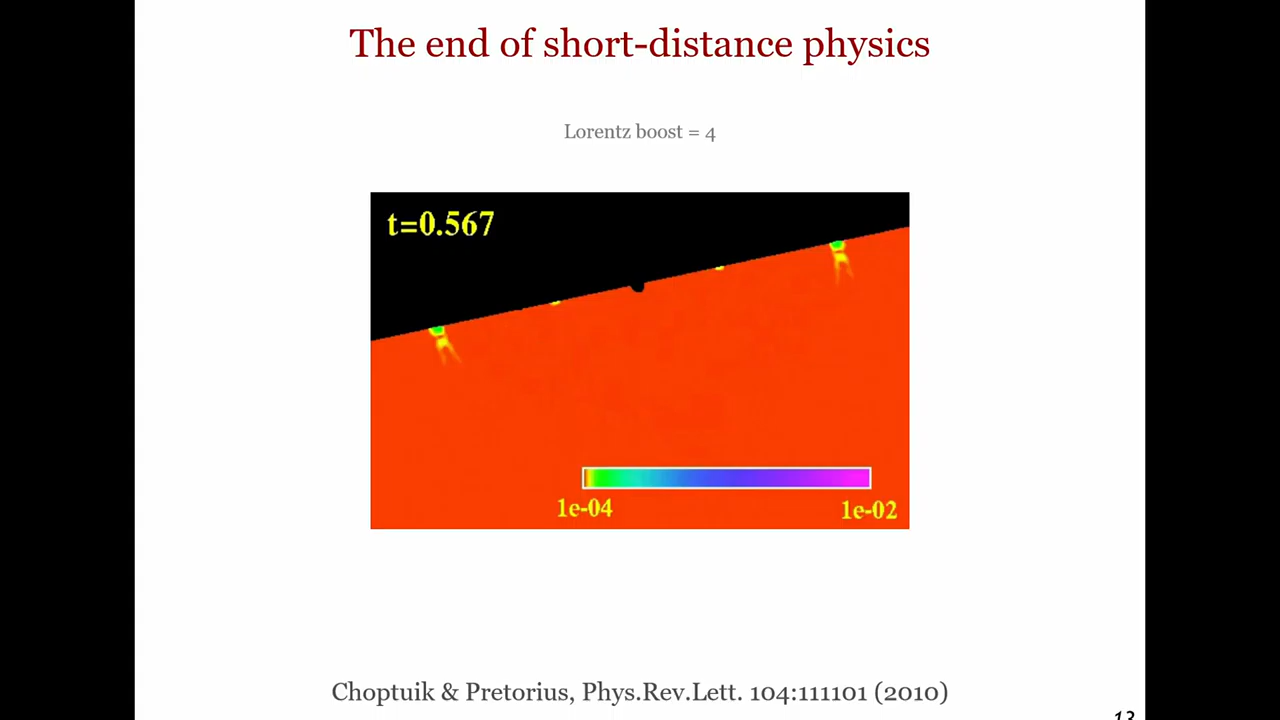 The end of short-distance physics
Lorentz boost = 4
t=0.567
1e-04
1e-02
Choptuik & Pretorius, Phys.Rev.Lett. 104:111101 (2010)
13